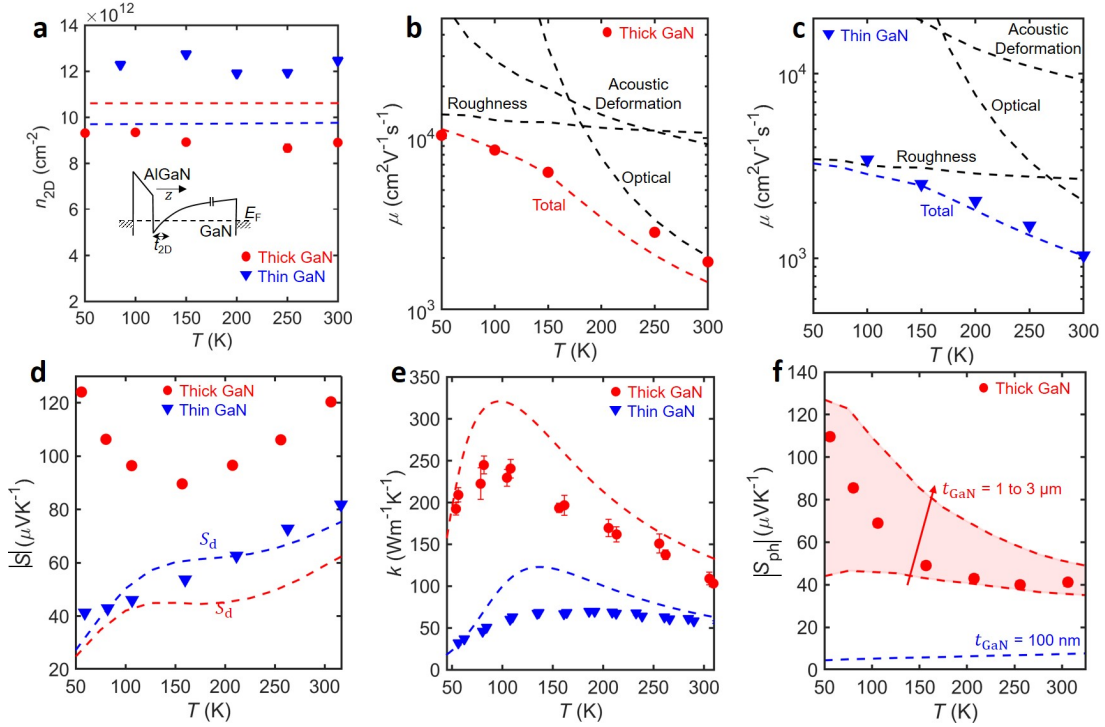 a
10^12
14
12
10
8
6
4
2
n2D (cm-2)
AlGaN
z
EF
GaN
t2D
Thick GaN
Thin GaN
50 100 150 200 250 300
T (K)
b
Thick GaN
Acoustic
Deformation
Roughness
Optical
Total
10^4
10^3
μ (cm2V-1s-1)
50 100 150 200 250 300
T (K)
c
Thin GaN
Acoustic
Deformation
Optical
Roughness
Total
10^4
10^3
μ (cm2V-1s-1)
50 100 150 200 250 300
T (K)
d
Thick GaN
Thin GaN
140
120
100
80
60
40
20
|S|(μVK-1)
Sd
Sd
50 100 150 200 250 300
T (K)
e
Thick GaN
Thin GaN
350
300
250
200
150
100
50
0
k (Wm-1K-1)
50 100 150 200 250 300
T (K)
f
Thick GaN
140
120
100
80
60
40
20
0
|Sph| (μVK-1)
tGaN = 1 to 3 μm
tGaN = 100 nm
50 100 150 200 250 300
T (K)